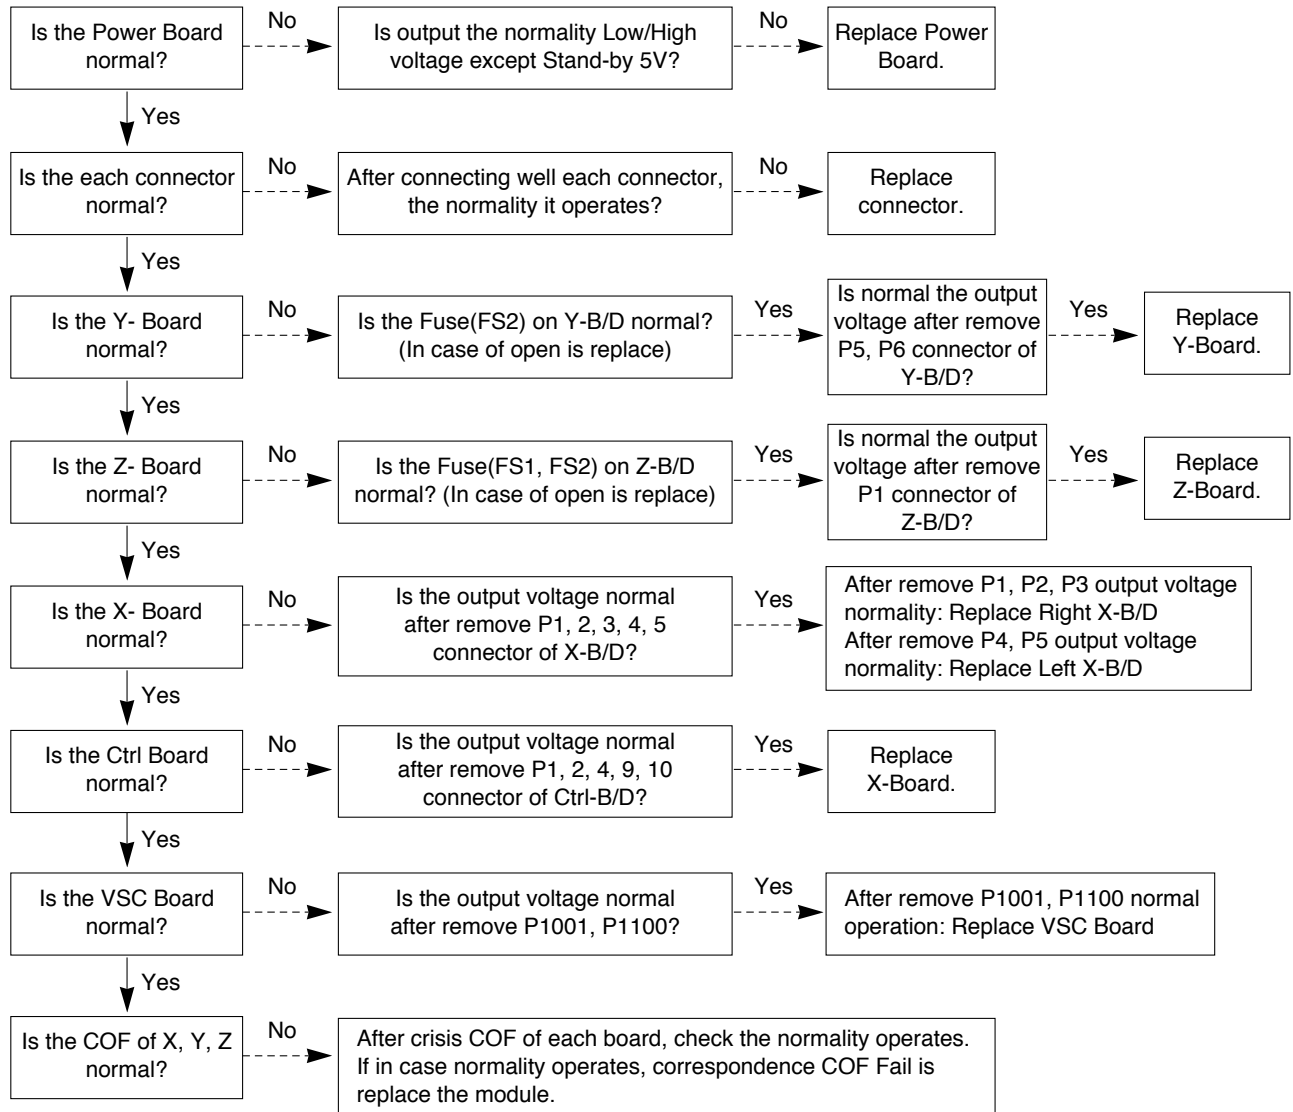 Is the Power Board
normal?
No
Is output the normality Low/High
voltage except Stand-by 5V?
No
Replace Power
Board.
Yes
Is the each connector
normal?
No
After connecting well each connector,
the normality it operates?
No
Replace
connector.
Yes
Is the Y- Board
normal?
No
Is the Fuse(FS2) on Y-B/D normal?
(In case of open is replace)
Yes
Is normal the output
voltage after remove
P5, P6 connector of
Y-B/D?
Yes
Replace
Y-Board.
Yes
Is the Z- Board
normal?
No
Is the Fuse(FS1, FS2) on Z-B/D
normal? (In case of open is replace)
Yes
Is normal the output
voltage after remove
P1 connector of
Z-B/D?
Yes
Replace
Z-Board.
Yes
Is the X- Board
normal?
No
Is the output voltage normal
after remove P1, 2, 3, 4, 5
connector of X-B/D?
Yes
After remove P1, P2, P3 output voltage
normality: Replace Right X-B/D
After remove P4, P5 output voltage
normality: Replace Left X-B/D
Yes
Is the Ctrl Board
normal?
No
Is the output voltage normal
after remove P1, 2, 4, 9, 10
connector of Ctrl-B/D?
Yes
Replace
X-Board.
Yes
Is the VSC Board
normal?
No
Is the output voltage normal
after remove P1001, P1100?
Yes
After remove P1001, P1100 normal
operation: Replace VSC Board
Yes
Is the COF of X, Y, Z
normal?
No
After crisis COF of each board, check the normality operates.
If in case normality operates, correspondence COF Fail is
replace the module.